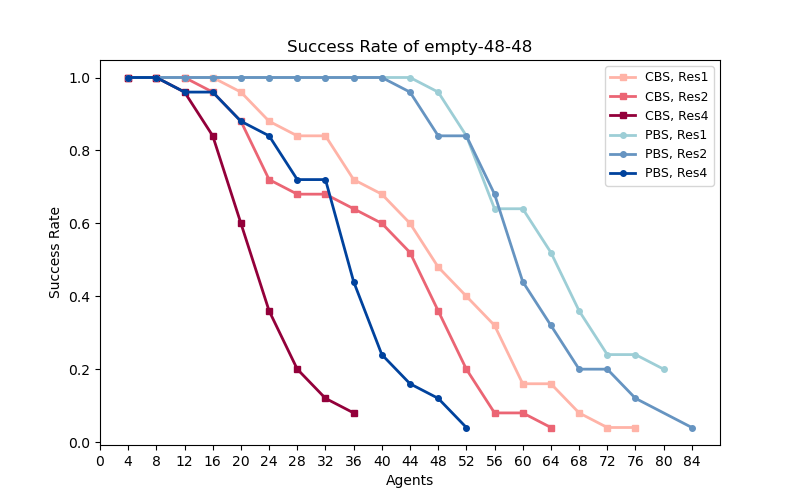 Success Rate of empty-48-48
CBS, Res1
CBS, Res2
CBS, Res4
PBS, Res1
PBS, Res2
PBS, Res4
Success Rate
1.0
0.8
0.6
0.4
0.2
0.0
0 4 8 12 16 20 24 28 32 36 40 44 48 52 56 60 64 68 72 76 80 84
Agents